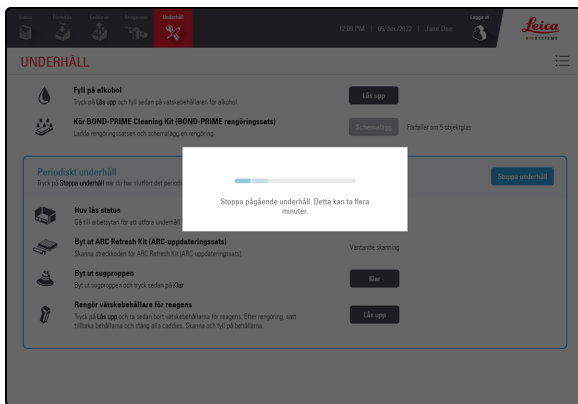 Status
Förbereda
Ladda ur
Reagenser
Underhåll
12:09 PM | 05/dec/2022 | Jane Doe
Logga ut
Leica
BIOSYSTEMS
UNDERHÅLL
Fyll på alkohol
Tryck på Lås upp och fyll sedan på vätskebehållaren för alkohol.
Lås upp
Kör BOND-PRIME Cleaning Kit (BOND-PRIME rengöringssats)
Ladda rengöringssatsen och schemalägg en rengöring.
Schemalägg
Förfaller om 5 objektglas
Periodiskt underhåll
Tryck på Stoppa underhåll när du har slutfört det periodi
Stoppa underhåll
Stoppa pågående underhåll. Detta kan ta flera
minuter.
Huv lås status
Gå till arbetsytan för att utföra underhåll.
Byt ut ARC Refresh Kit (ARC-uppdateringssats)
Skanna streckkoden för ARC Refresh Kit (ARC-uppdateringssats).
Väntande skanning
Byt ut sugproppen
Byt ut sugproppen och tryck sedan på Klar
Klar
Rengör vätskebehållare för reagens
Tryck på Lås upp och ta sedan bort vätskebehållarna för reagens. Efter rengöring, sätt
tillbaka behållarna och stäng alla caddies. Skanna och fyll på behållarna.
Lås upp